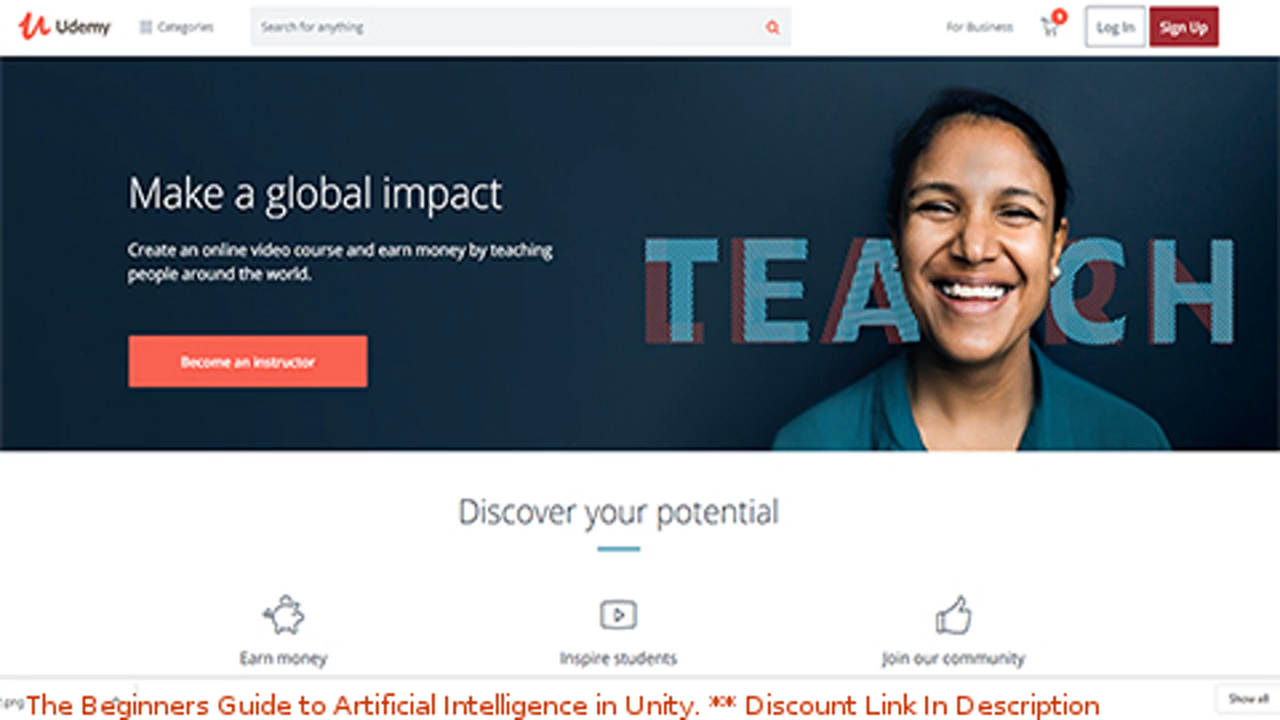 Udemy
Categories
Search for anything
For Business
Log In
Sign Up
Make a global impact
Create an online video course and earn money by teaching
people around the world.
TEACH
Become an instructor
Discover your potential
Earn money
Inspire students
Join our community
.png
The Beginners Guide to Artificial Intelligence in Unity. ** Discount Link In Description
Show all